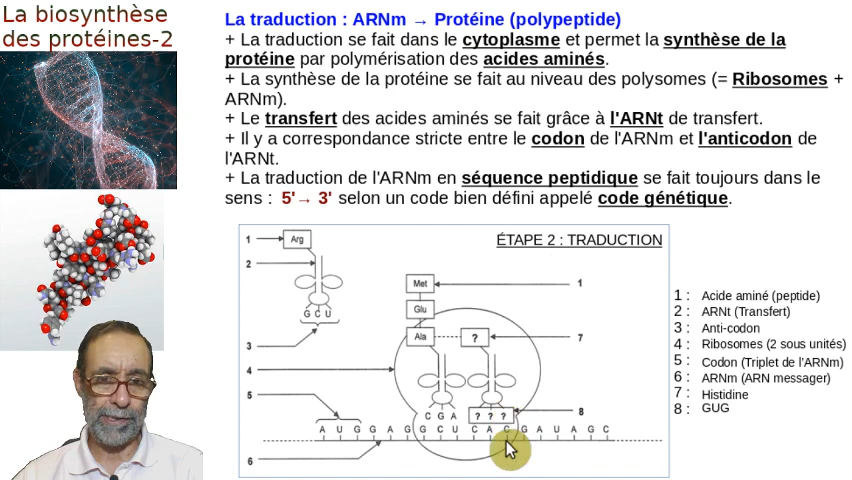 La biosynthèse
des protéines-2
La traduction : ARNm → Protéine (polypeptide)
+ La traduction se fait dans le cytoplasme et permet la synthèse de la
protéine par polymérisation des acides aminés.
+ La synthèse de la protéine se fait au niveau des polysomes (= Ribosomes +
ARNm).
+ Le transfert des acides aminés se fait grâce à l'ARNt de transfert.
+ Il y a correspondance stricte entre le codon de l'ARNm et l'anticodon de
l'ARNt.
+ La traduction de l'ARNm en séquence peptidique se fait toujours dans le
sens : 5'→ 3' selon un code bien défini appelé code génétique.
ÉTAPE 2 : TRADUCTION
1 Arg
2
Met 1
G C U
Glu
3
Ala ? 7
4
5
C G A ? ? ? 8
A U G G A G G C U C A C G A U A G C
6
1 : Acide aminé (peptide)
2 : ARNt (Transfert)
3 : Anti-codon
4 : Ribosomes (2 sous unités)
5 : Codon (Triplet de l'ARNm)
6 : ARNm (ARN messager)
7 : Histidine
8 : GUG